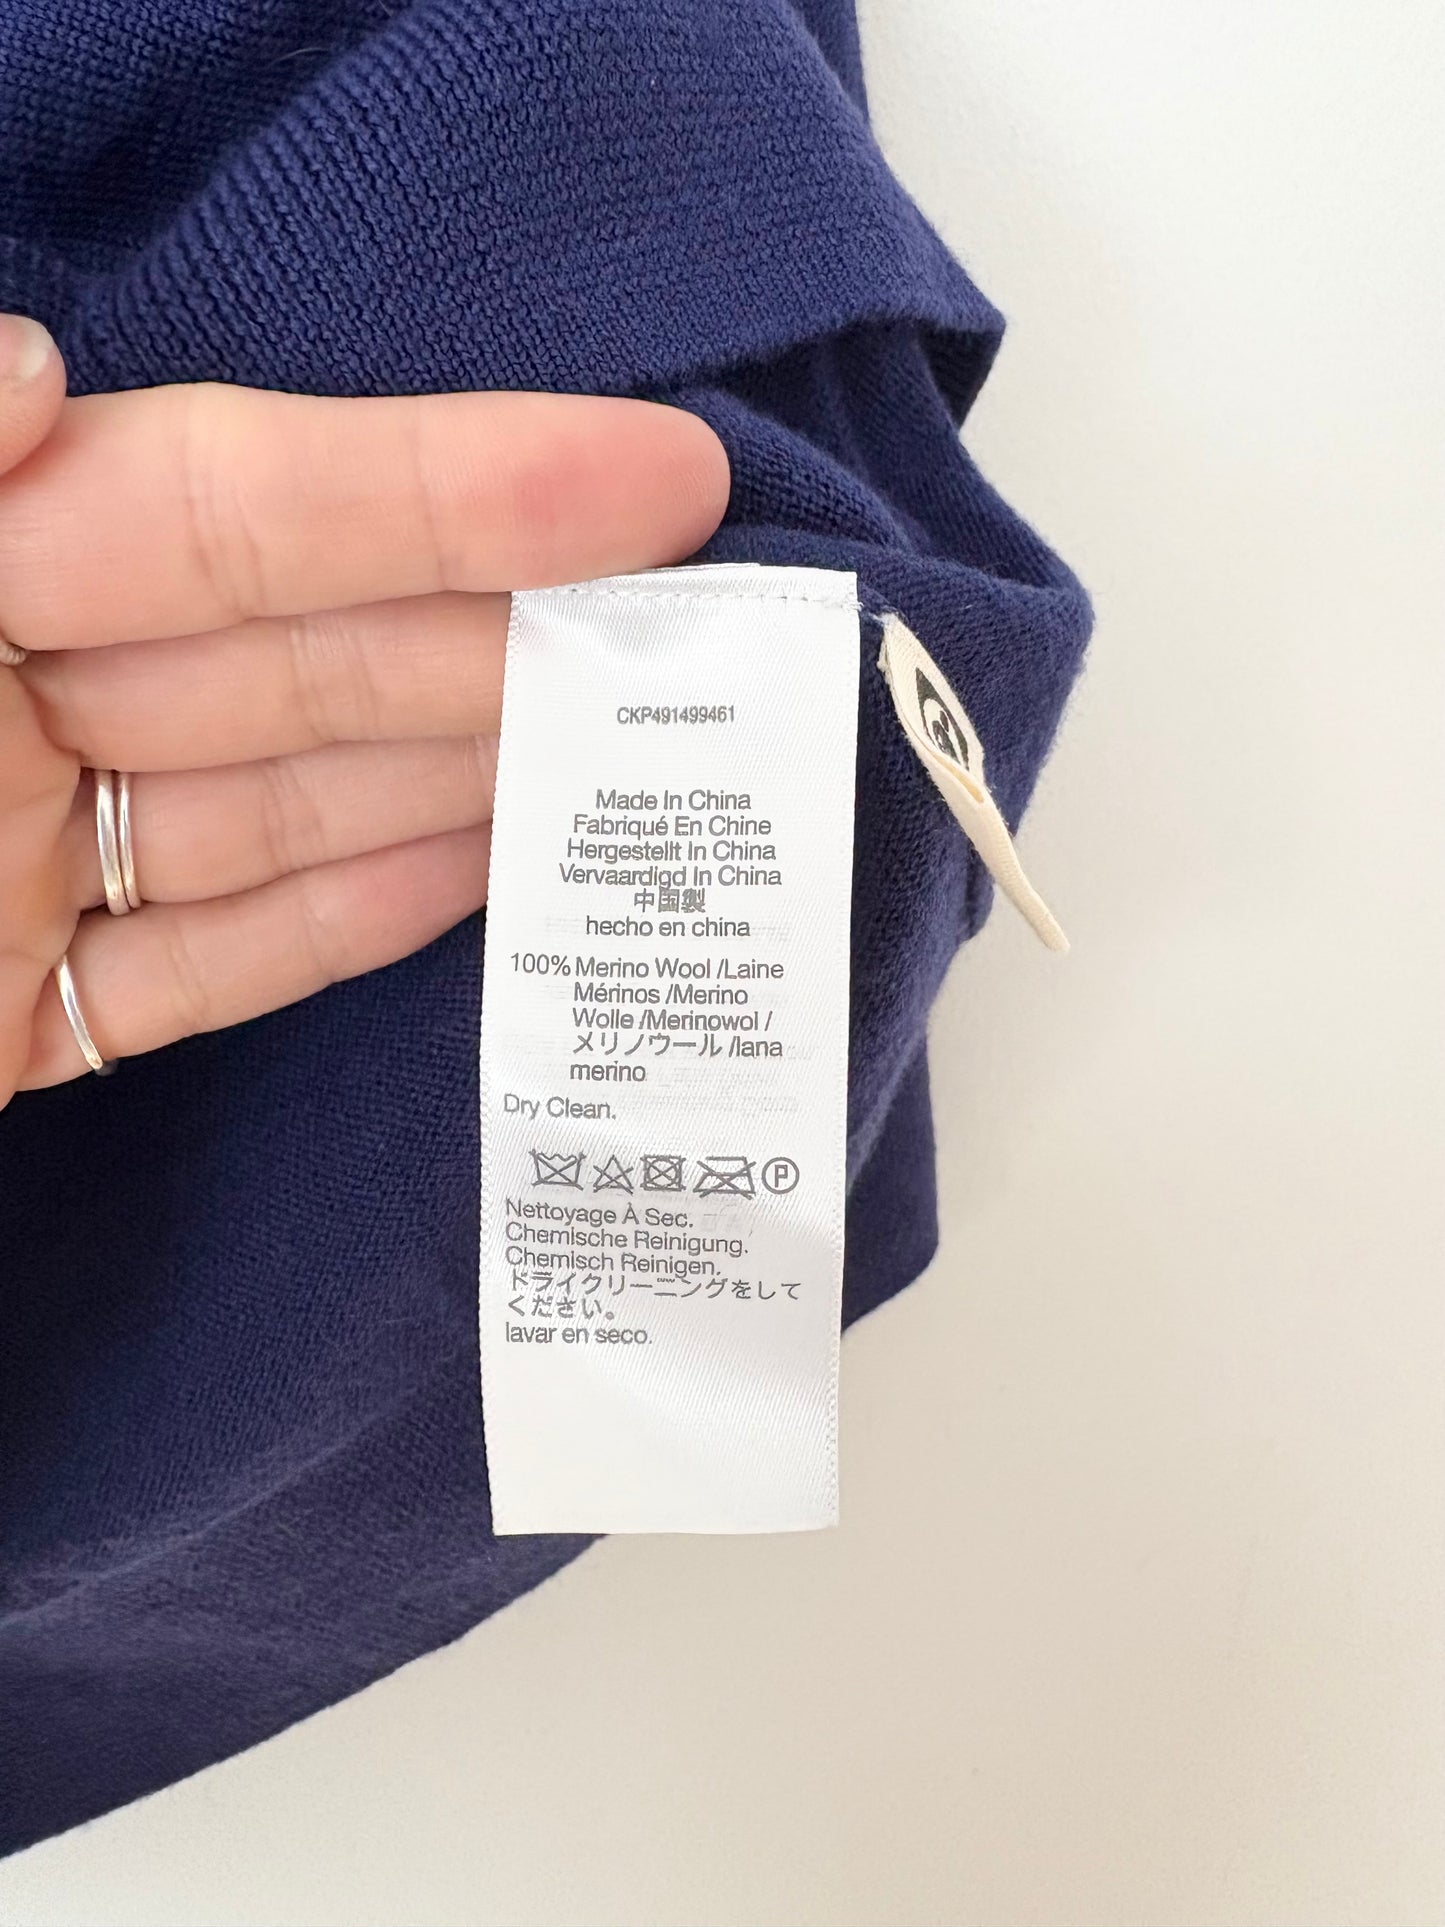 CKP491499461
Made In China
Fabriqué En Chine
Hergestellt In China
Vervaardigd In China
中国製
hecho en china
100% Merino Wool /Laine
Mérinos /Merino
Wolle /Merinowol /
メリノウール /lana
merino
Dry Clean.
P
Nettoyage À Sec.
Chemische Reinigung.
Chemisch Reinigen.
ドライクリーニングをして
ください。
lavar en seco.